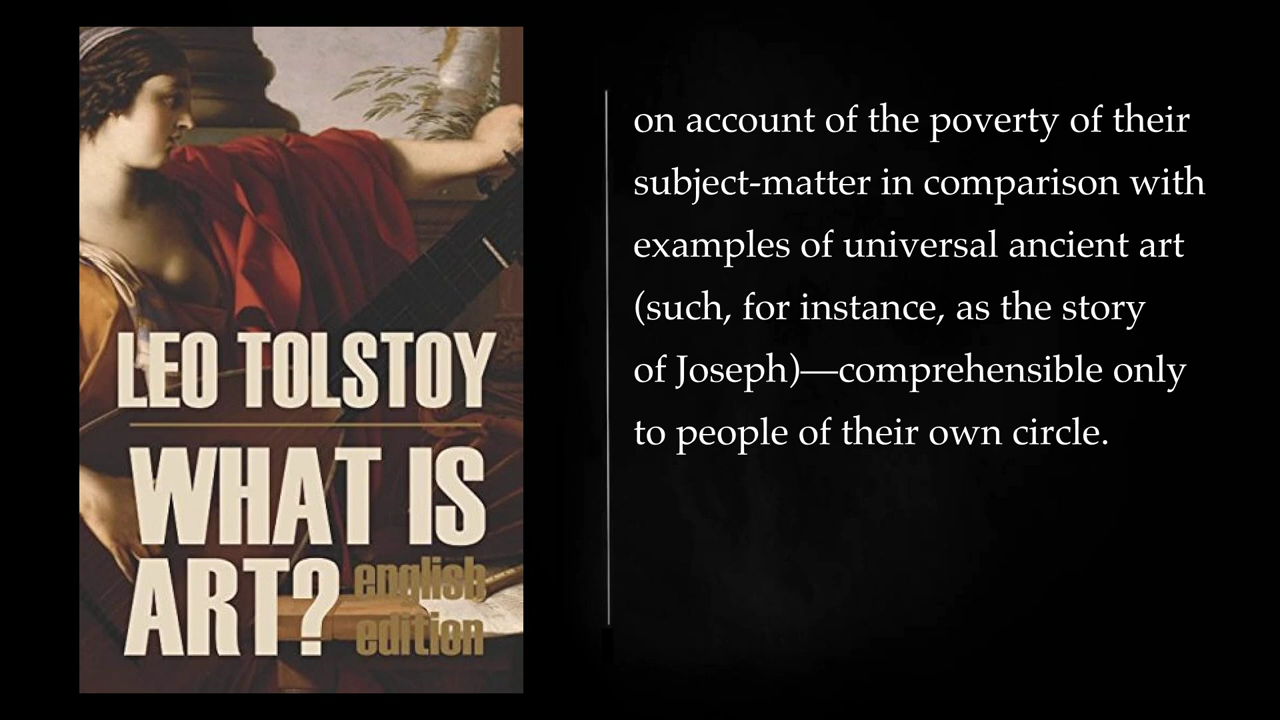 LEO TOLSTOY
WHAT IS
ART?
english
edition
on account of the poverty of their
subject-matter in comparison with
examples of universal ancient art
(such, for instance, as the story
of Joseph)—comprehensible only
to people of their own circle.